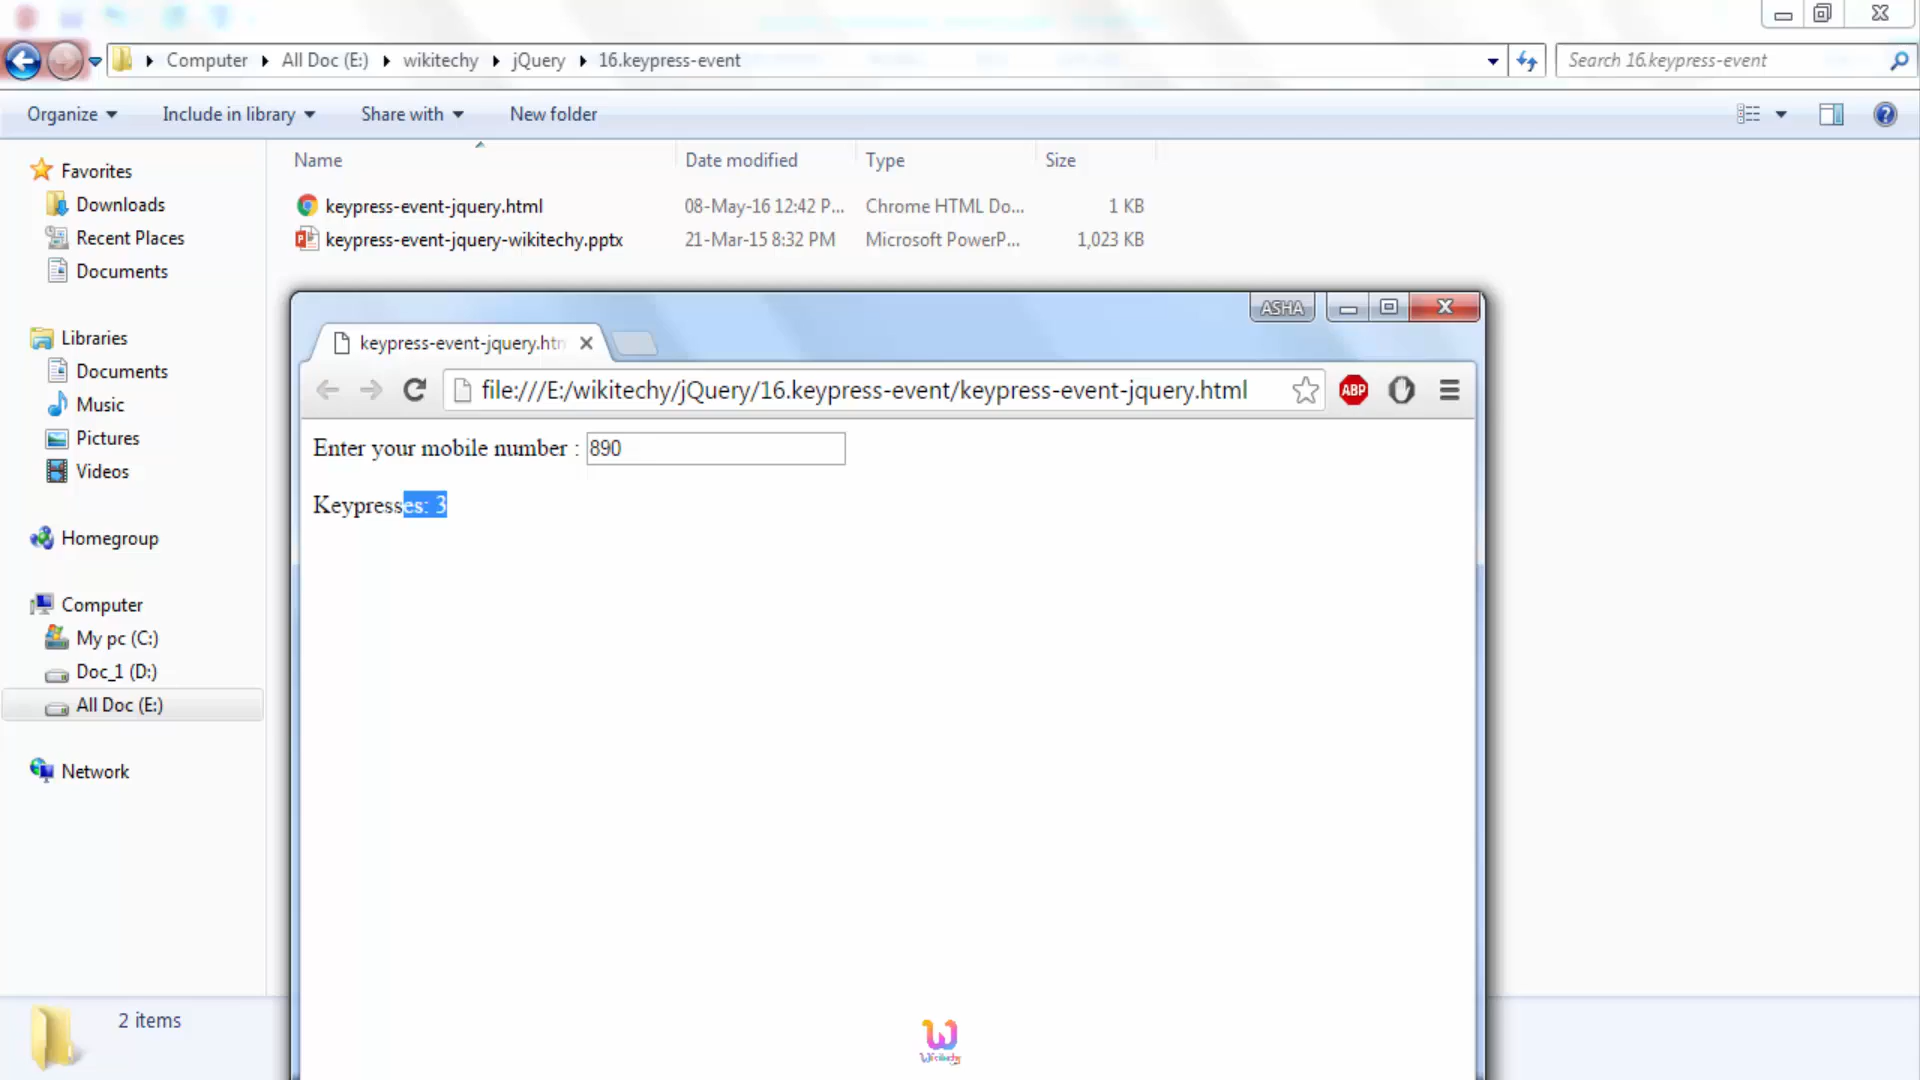 Computer All Doc (E:) wikitechy jQuery 16.keypress-event
Search 16.keypress-event
Organize Include in library Share with New folder
Name Date modified Type Size
keypress-event-jquery.html 08-May-16 12:42 P... Chrome HTML Do... 1 KB
keypress-event-jquery-wikitechy.pptx 21-Mar-15 8:32 PM Microsoft PowerP... 1,023 KB
Favorites
Downloads
Recent Places
Documents
Libraries
Documents
Music
Pictures
Videos
Homegroup
Computer
My pc (C:)
Doc_1 (D:)
All Doc (E:)
Network
2 items
ASHA
keypress-event-jquery.htm
file:///E:/wikitechy/jQuery/16.keypress-event/keypress-event-jquery.html
ABP
Enter your mobile number : 890
Keypresses: 3
Wikitechy